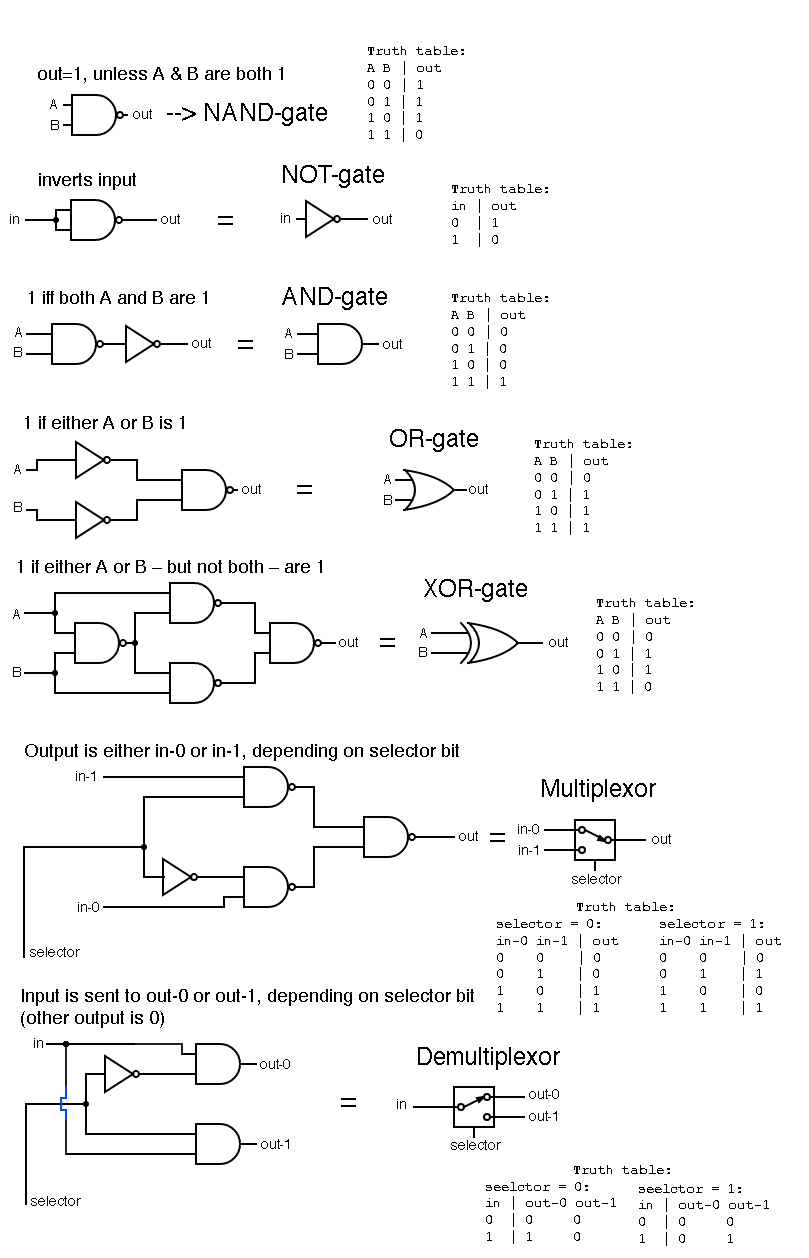 Truth table:
out=1, unless A & B are both 1
A B | out
0 0 | 1
0 1 | 1
1 0 | 1
1 1 | 0
A
B
out
--> NAND-gate
inverts input
NOT-gate
Truth table:
in | out
0 | 1
1 | 0
in
out
=
in
out
1 iff both A and B are 1
AND-gate
Truth table:
A B | out
0 0 | 0
0 1 | 0
1 0 | 0
1 1 | 1
A
B
out
=
A
B
out
1 if either A or B is 1
OR-gate
Truth table:
A B | out
0 0 | 0
0 1 | 1
1 0 | 1
1 1 | 1
A
B
out
=
A
B
out
1 if either A or B – but not both – are 1
XOR-gate
Truth table:
A B | out
0 0 | 0
0 1 | 1
1 0 | 1
1 1 | 0
A
B
out
=
A
B
out
Output is either in-0 or in-1, depending on selector bit
in-1
in-0
selector
out
=
Multiplexor
in-0
in-1
out
selector
Truth table:
selector = 0: selector = 1:
in-0 in-1 | out in-0 in-1 | out
0 0 | 0 0 0 | 0
0 1 | 0 0 1 | 1
1 0 | 1 1 0 | 0
1 1 | 1 1 1 | 1
Input is sent to out-0 or out-1, depending on selector bit
(other output is 0)
in
out-0
out-1
selector
=
Demultiplexor
in
out-0
out-1
selector
Truth table:
seelctor = 0: seelctor = 1:
in | out-0 out-1 in | out-0 out-1
0 | 0 0 0 | 0 0
1 | 1 0 1 | 0 1